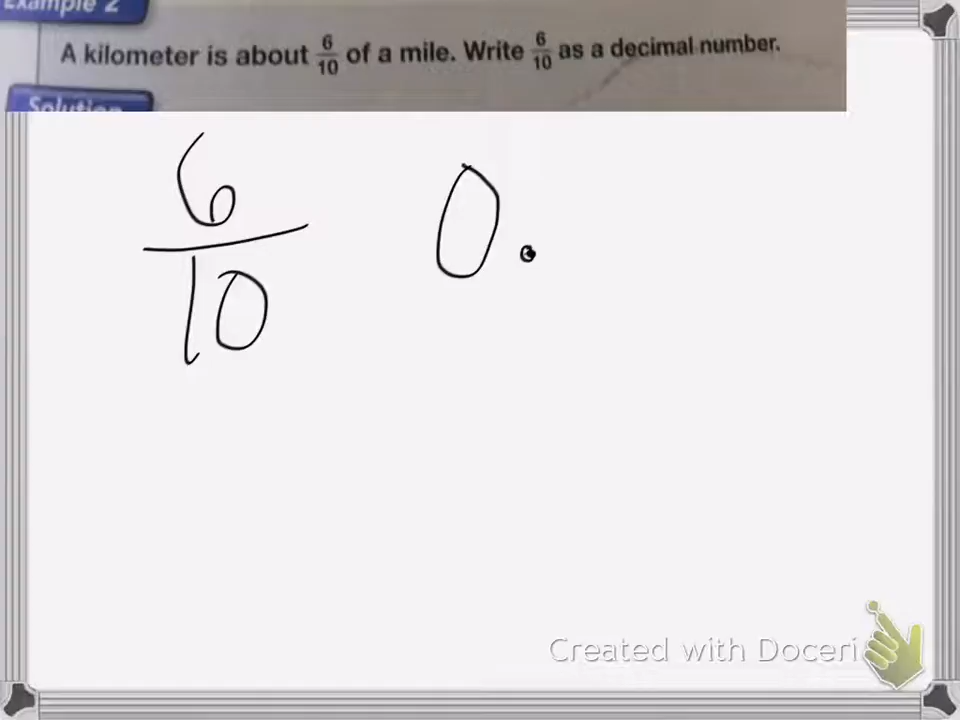 Example 2
A kilometer is about 6/10 of a mile. Write 6/10 as a decimal number.
Solution
6/10 0.
Created with Doceri